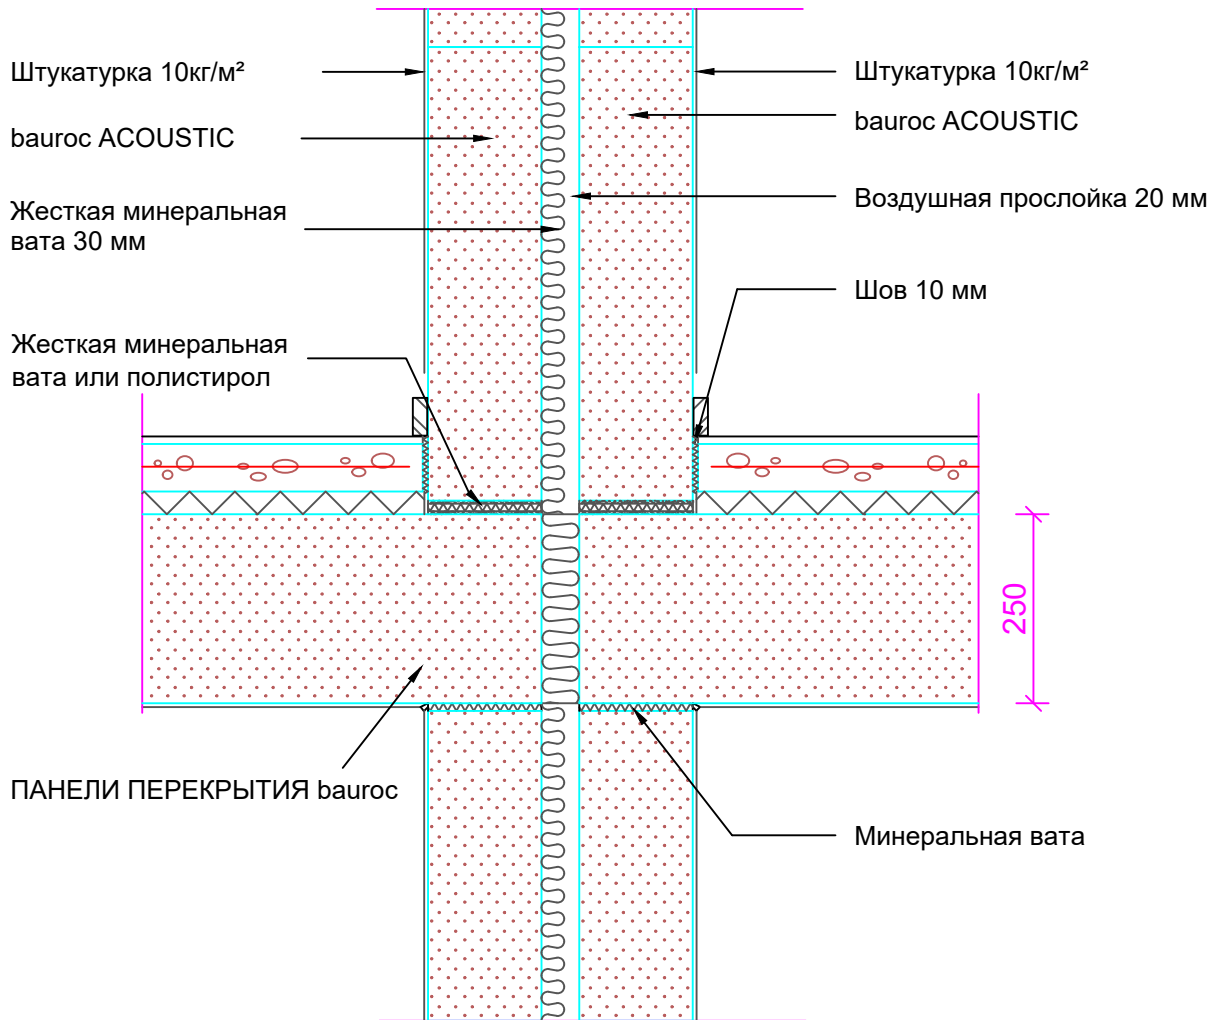 Штукатурка 10кг/м²
bauroc ACOUSTIC
Жесткая минеральная
вата 30 мм
Жесткая минеральная
вата или полистирол
ПАНЕЛИ ПЕРЕКРЫТИЯ bauroc
Штукатурка 10кг/м²
bauroc ACOUSTIC
Воздушная прослойка 20 мм
Шов 10 мм
250
Минеральная вата